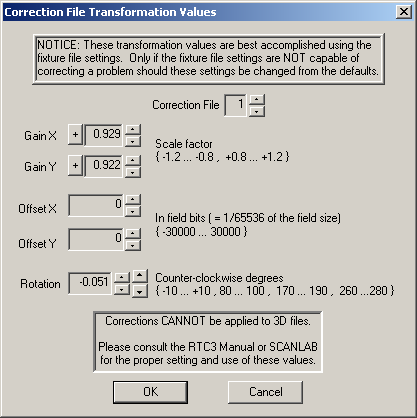 Correction File Transformation Values
NOTICE: These transformation values are best accomplished using the
fixture file settings. Only if the fixture file settings are NOT capable of
correcting a problem should these settings be changed from the defaults.
Correction File 1
Gain X + 0.929
Scale factor
{ -1.2 ... -0.8 , +0.8 ... +1.2 }
Gain Y + 0.922
Offset X 0
In field bits ( = 1/65536 of the field size)
{ -30000 ... 30000 }
Offset Y 0
Rotation -0.051
Counter-clockwise degrees
{ -10 ... +10 , 80 ... 100 , 170 ... 190 , 260 ...280 }
Corrections CANNOT be applied to 3D files.
Please consult the RTC3 Manual or SCANLAB
for the proper setting and use of these values.
OK Cancel